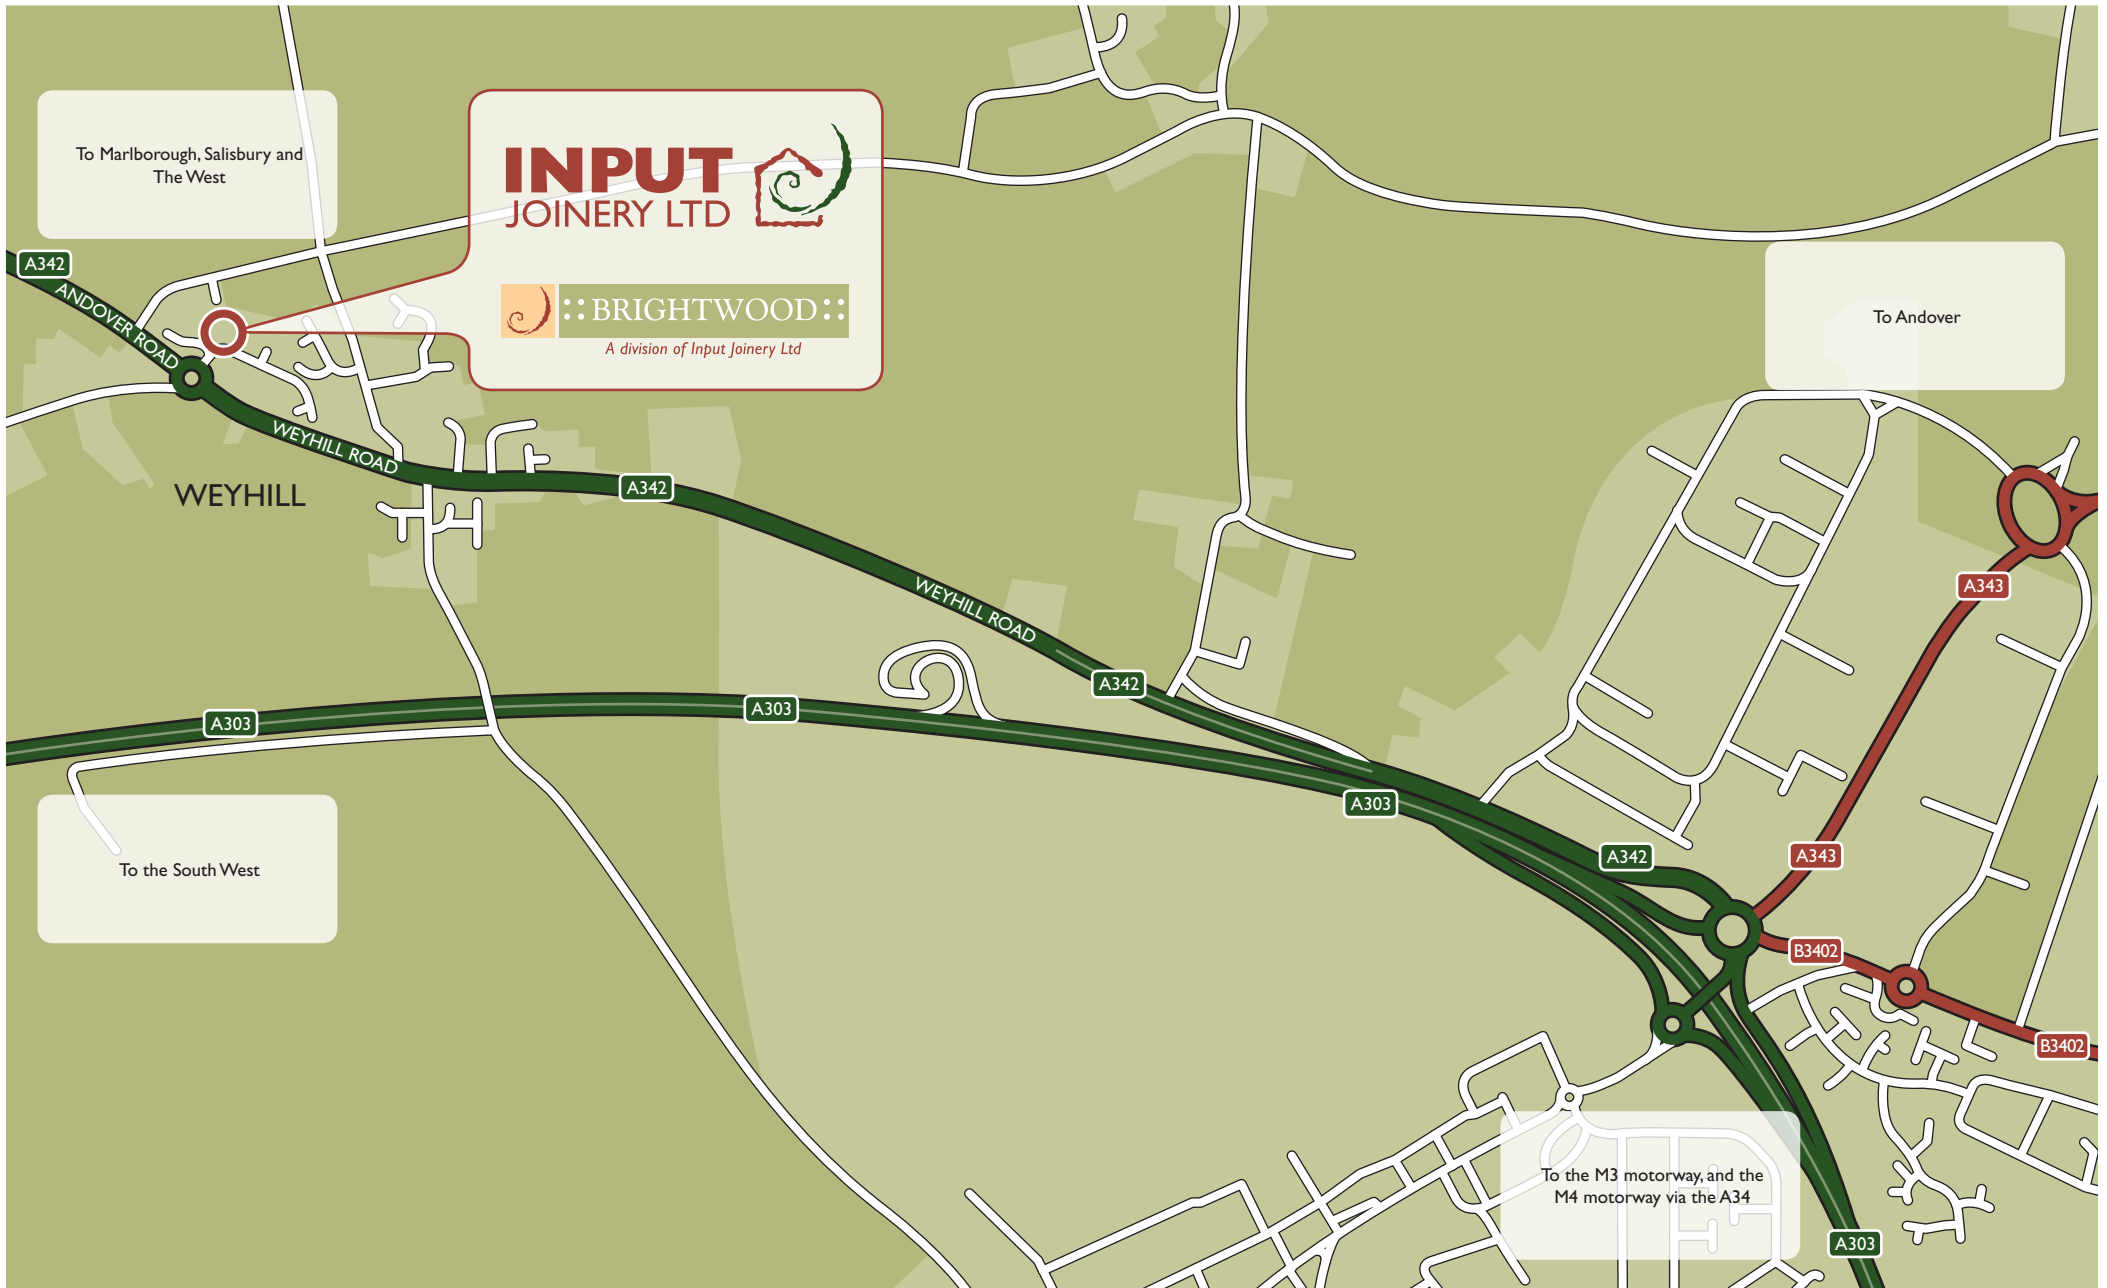 To Marlborough, Salisbury and
The West
INPUT
JOINERY LTD
BRIGHTWOOD
A division of Input Joinery Ltd
A342
ANDOVER ROAD
To Andover
WEYHILL ROAD
WEYHILL
A342
A343
WEYHILL ROAD
A342
A303
A303
A303
A342
A343
To the South West
B3402
B3402
To the M3 motorway, and the
M4 motorway via the A34
A303